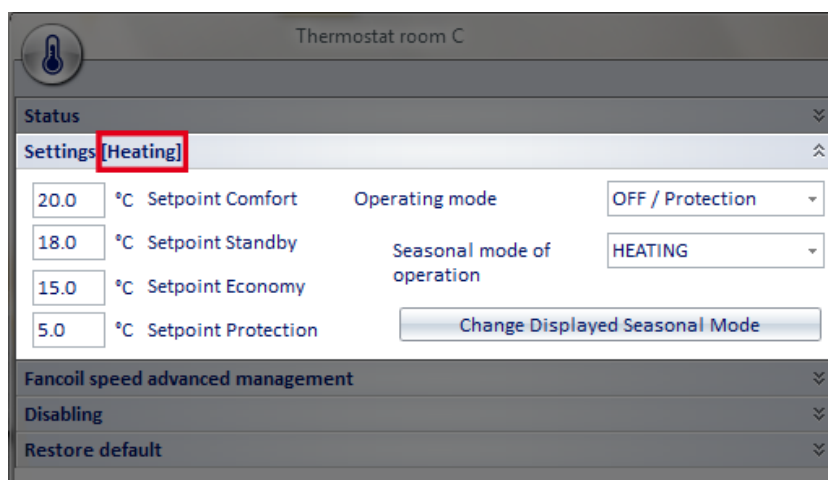 Thermostat room C
Status
Settings [Heating]
20.0 °C Setpoint Comfort Operating mode OFF / Protection
18.0 °C Setpoint Standby Seasonal mode of HEATING
operation
15.0 °C Setpoint Economy
5.0 °C Setpoint Protection Change Displayed Seasonal Mode
Fancoil speed advanced management
Disabling
Restore default